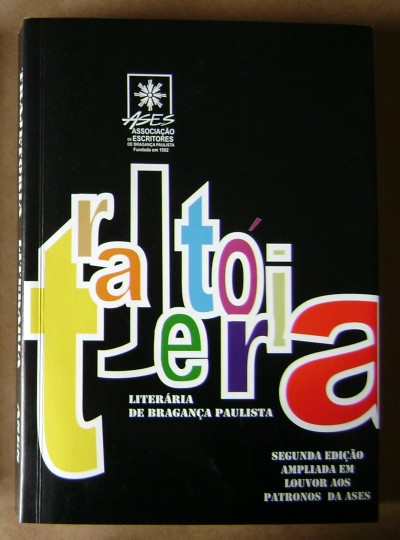 ASES
ASSOCIAÇÃO
DE ESCRITORES
DE BRAGANÇA PAULISTA
Fundada em 1992
traJetória
LITERÁRIA
DE BRAGANÇA PAULISTA
SEGUNDA EDIÇÃO
AMPLIADA EM
LOUVOR AOS
PATRONOS DA ASES